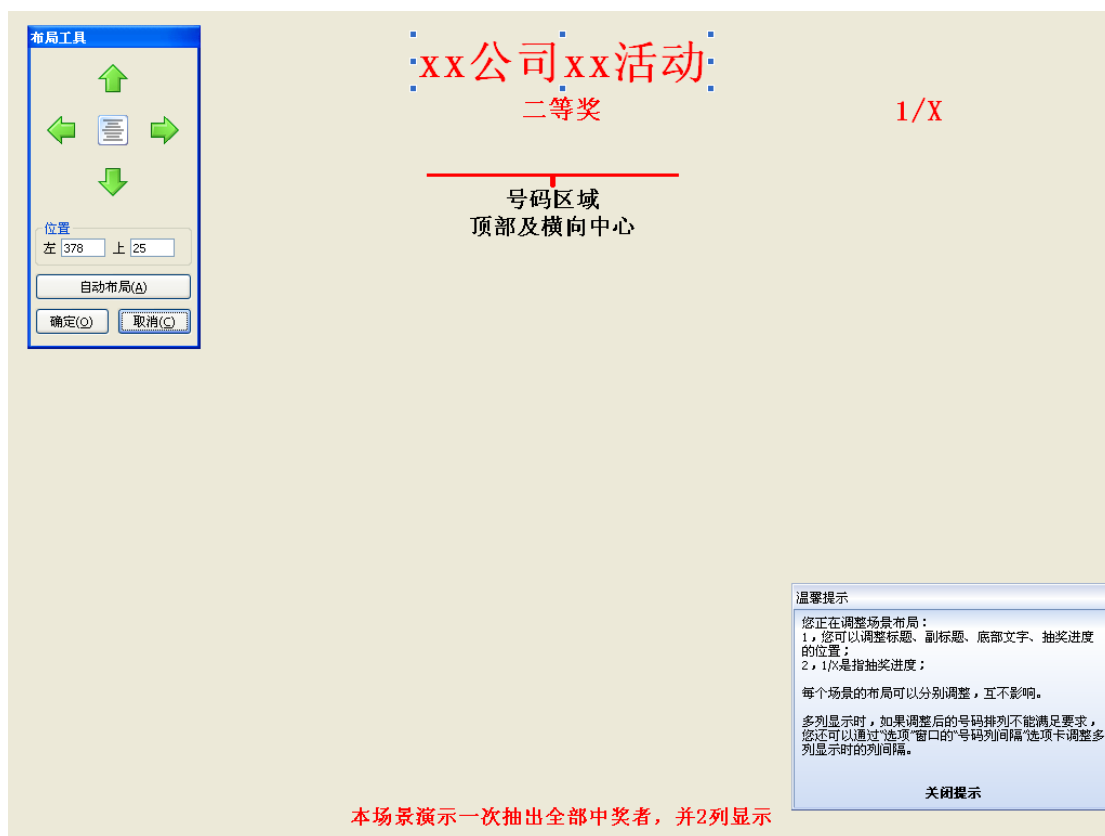 布局工具
xx公司xx活动
二等奖
1/X
号码区域
顶部及横向中心
位置
左 378 上 25
自动布局(A)
确定(O) 取消(C)
温馨提示
您正在调整场景布局：
1，您可以调整标题、副标题、底部文字、抽奖进度
的位置；
2，1/X是指抽奖进度；
每个场景的布局可以分别调整，互不影响。
多列显示时，如果调整后的号码排列不能满足要求，
您还可以通过"选项"窗口的"号码列间隔"选项卡调整多
列显示时的列间隔。
关闭提示
本场景演示一次抽出全部中奖者, 并2列显示